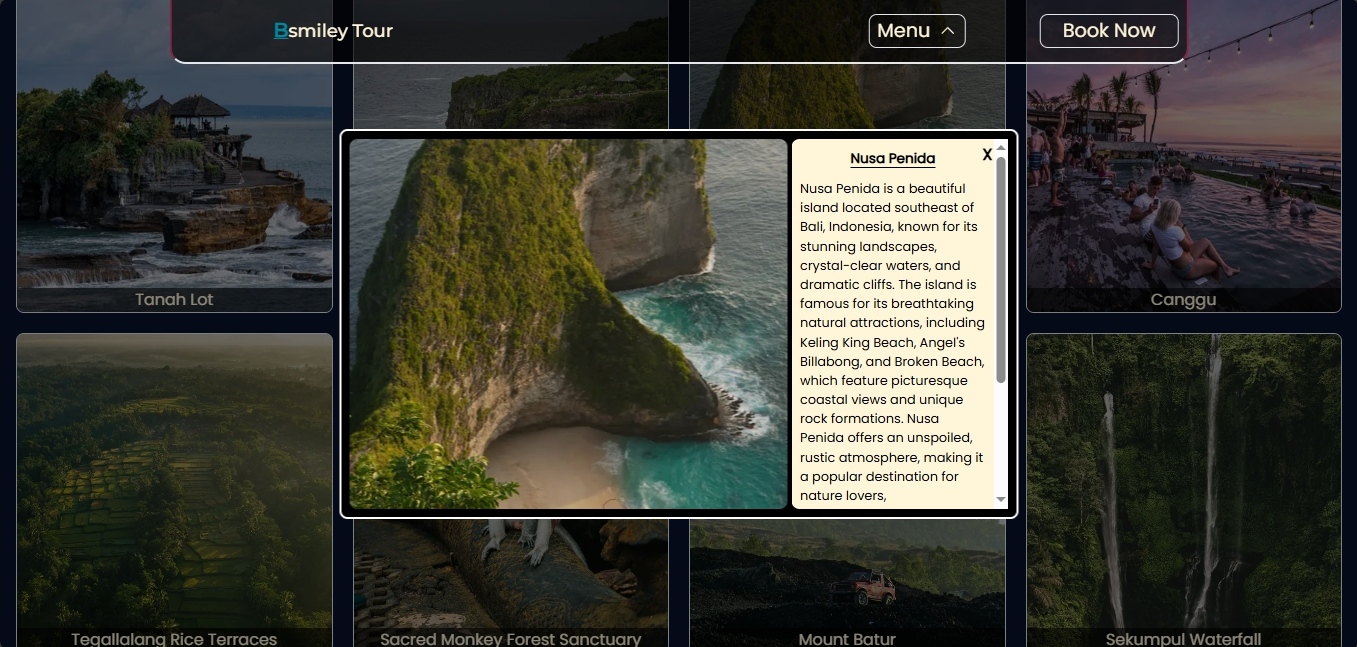 Bsmiley Tour
Menu
Book Now
Nusa Penida
X
Nusa Penida is a beautiful
island located southeast of
Bali, Indonesia, known for its
stunning landscapes,
crystal-clear waters, and
dramatic cliffs. The island is
famous for its breathtaking
natural attractions, including
Keling King Beach, Angel's
Billabong, and Broken Beach,
which feature picturesque
coastal views and unique
rock formations. Nusa
Penida offers an unspoiled,
rustic atmosphere, making it
a popular destination for
nature lovers,
Tanah Lot
Canggu
Tegallalang Rice Terraces
Sacred Monkey Forest Sanctuary
Mount Batur
Sekumpul Waterfall